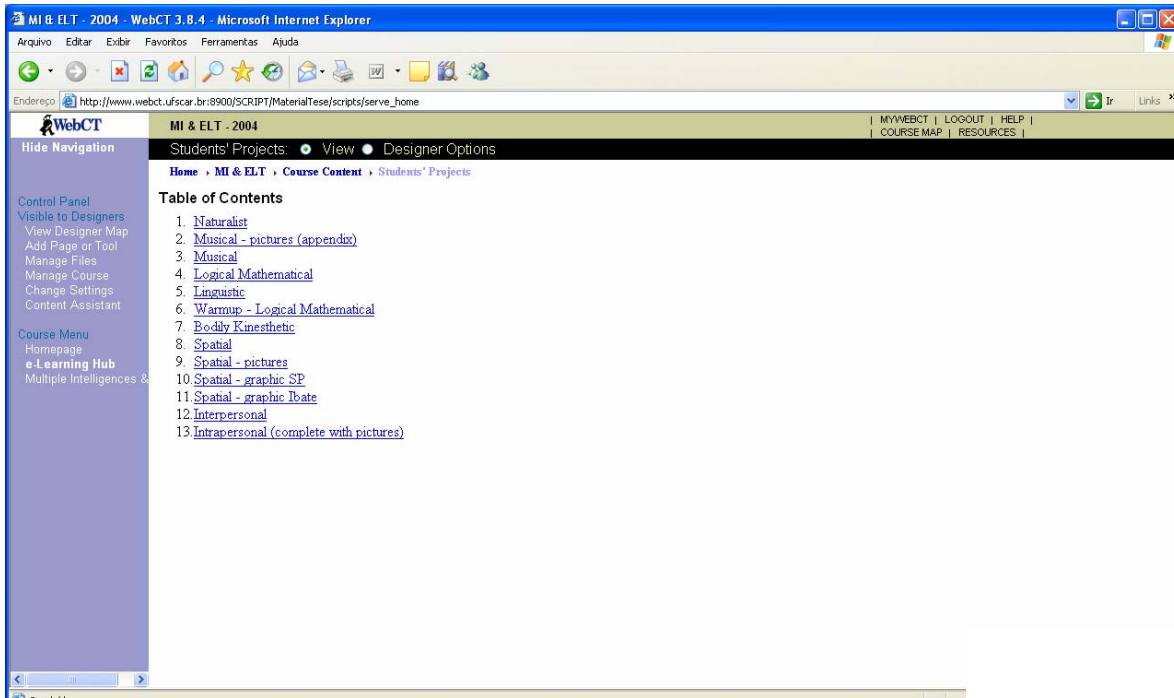 MI & ELT - 2004 - WebCT 3.8.4 - Microsoft Internet Explorer
Arquivo Editar Exibir Favoritos Ferramentas Ajuda
Endereço http://www.webct.ufscar.br:8900/SCRIPT/MaterialTese/scripts/serve_home Ir Links »
WebCT MI & ELT - 2004 | MYWEBCT | LOGOUT | HELP |
| COURSE MAP | RESOURCES |
Hide Navigation Students' Projects: View Designer Options
Home › MI & ELT › Course Content › Students' Projects
Control Panel
Visible to Designers
View Designer Map
Add Page or Tool
Manage Files
Manage Course
Change Settings
Content Assistant
Course Menu
Homepage
e-Learning Hub
Multiple Intelligences &
Table of Contents
1. Naturalist
2. Musical - pictures (appendix)
3. Musical
4. Logical Mathematical
5. Linguistic
6. Warmup - Logical Mathematical
7. Bodily Kinesthetic
8. Spatial
9. Spatial - pictures
10. Spatial - graphic SP
11. Spatial - graphic Ibate
12. Interpersonal
13. Intrapersonal (complete with pictures)